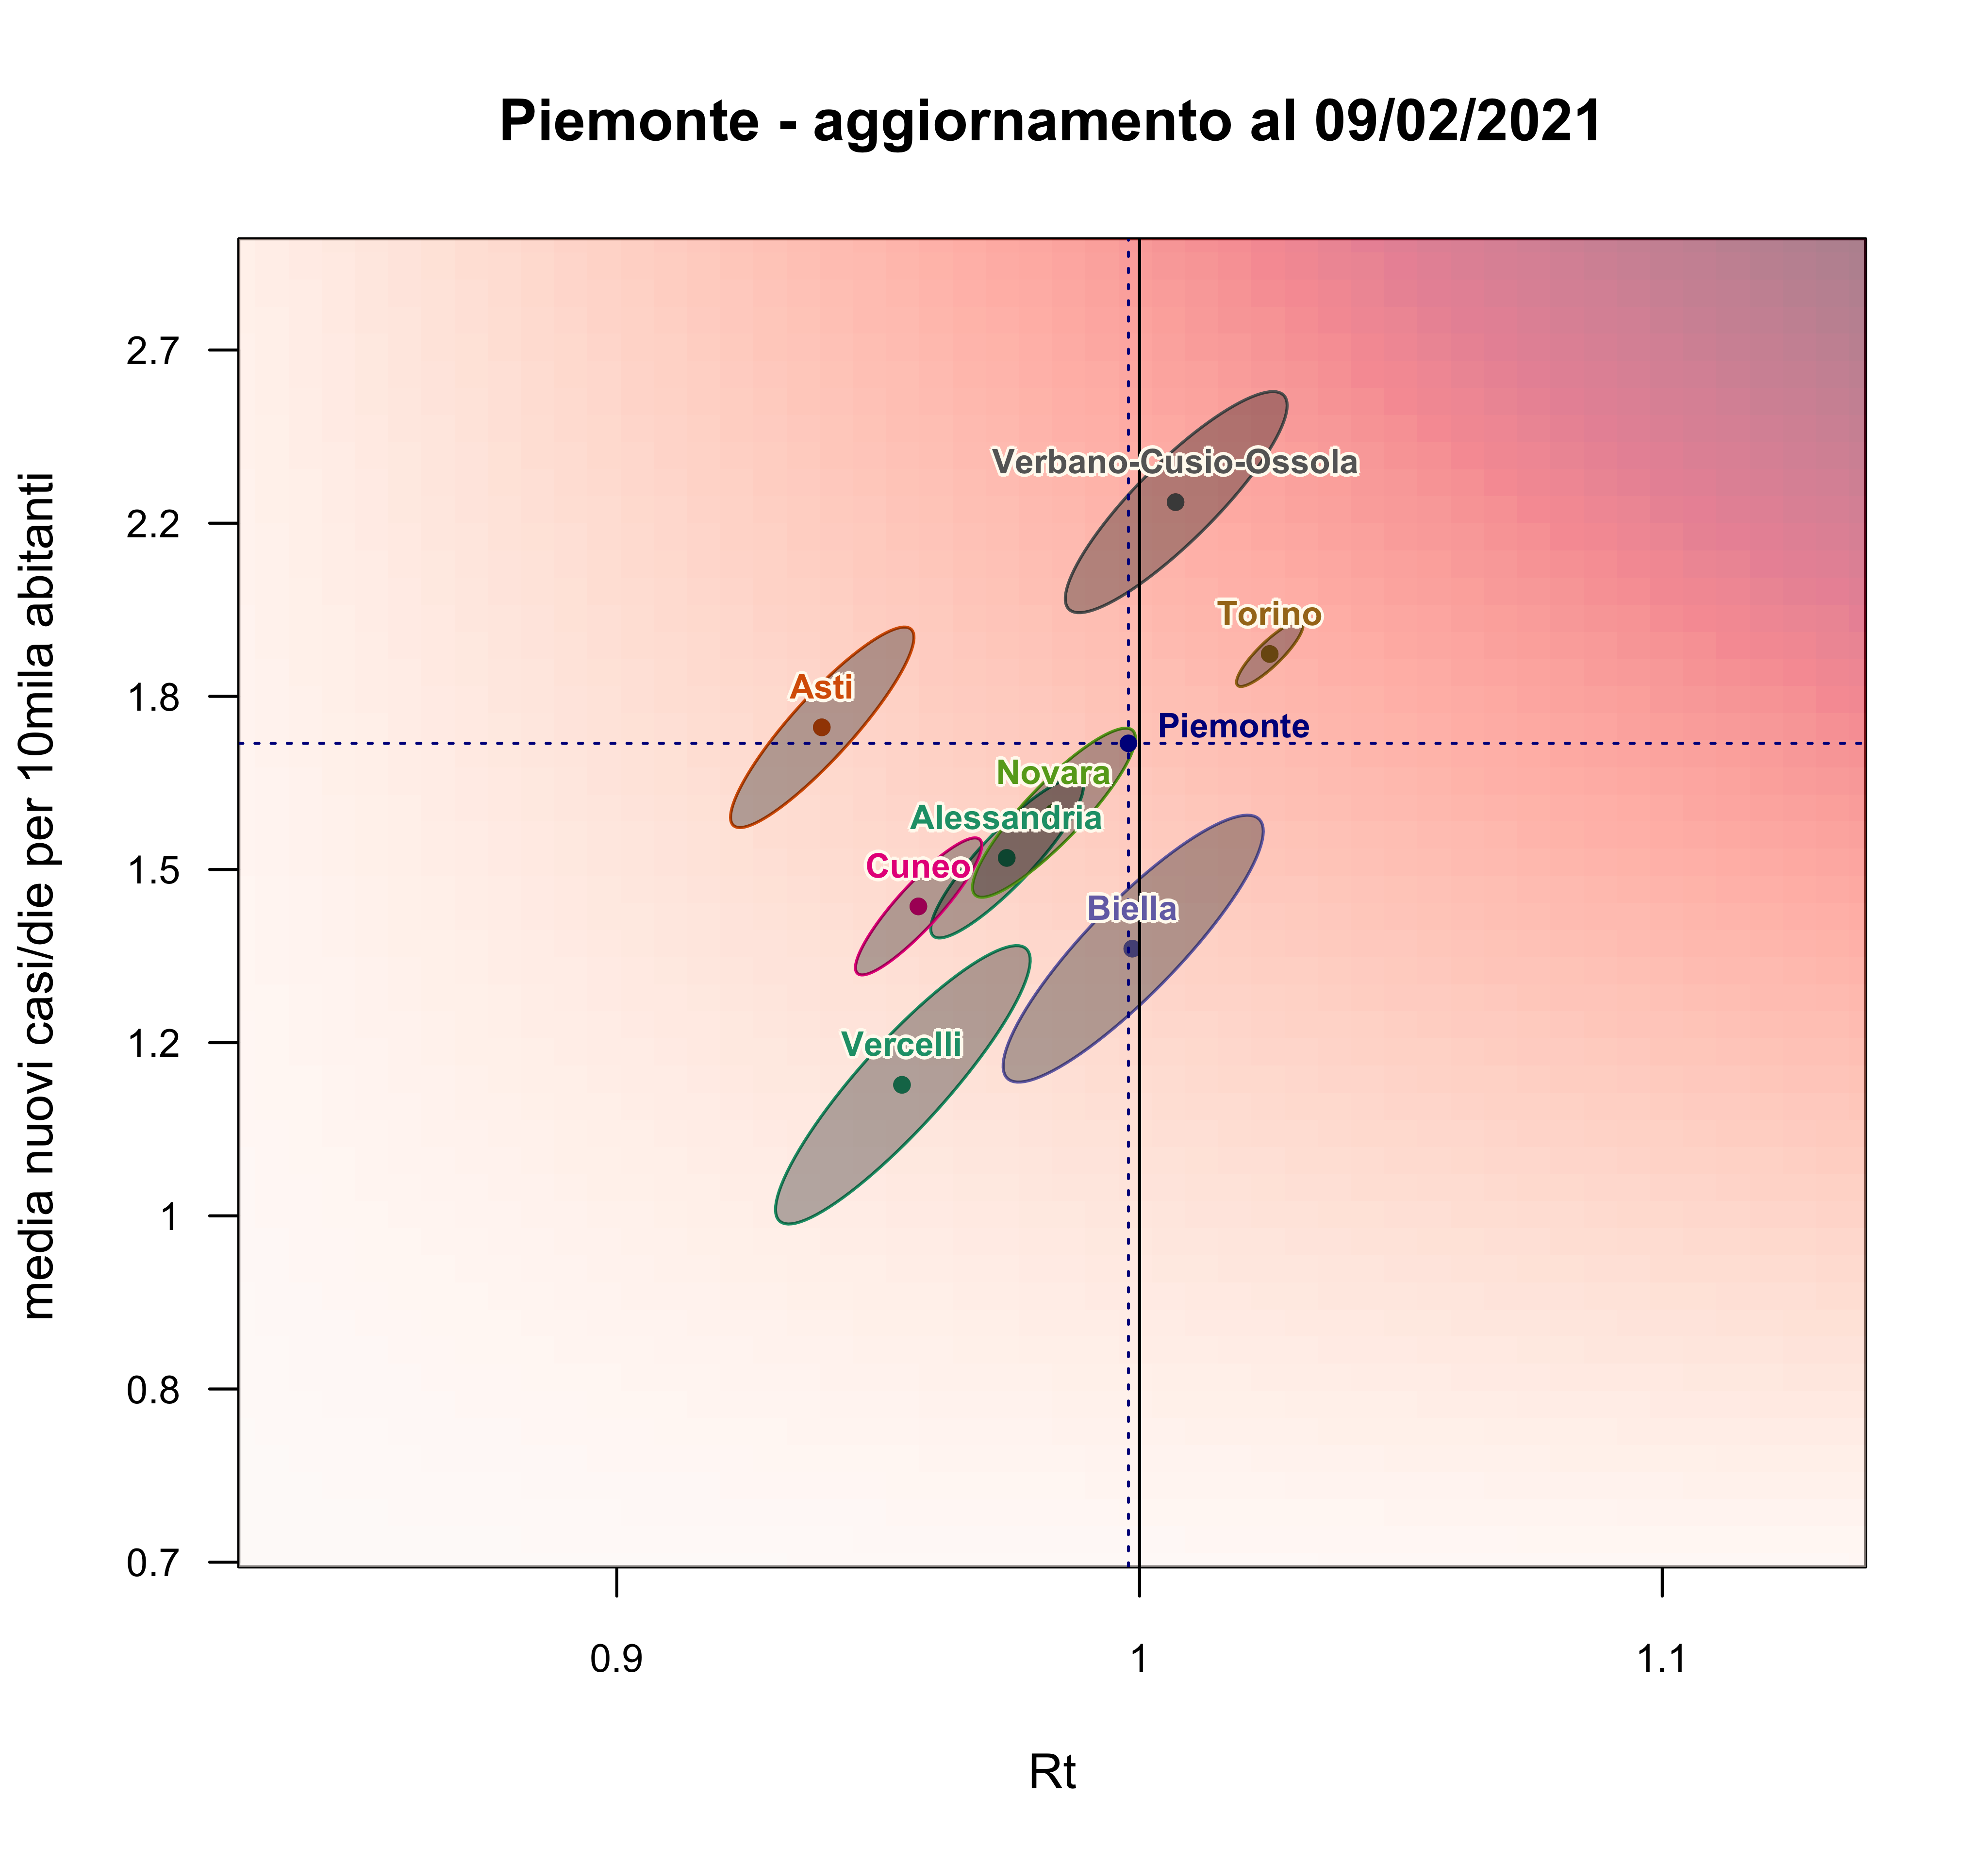 Piemonte - aggiornamento al 09/02/2021
media nuovi casi/die per 10mila abitanti
2.7
2.2
1.8
1.5
1.2
1
0.8
0.7
Verbano-Cusio-Ossola
Torino
Asti
Piemonte
Novara
Alessandria
Cuneo
Biella
Vercelli
0.9
1
1.1
Rt